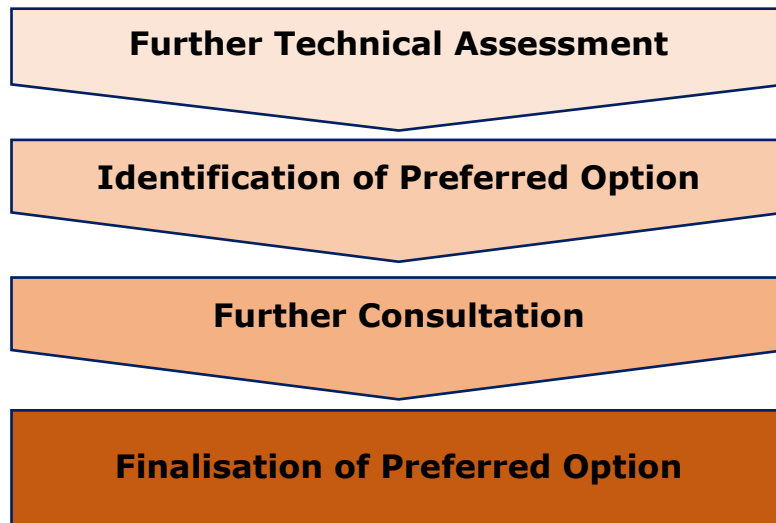 Further Technical Assessment
Identification of Preferred Option
Further Consultation
Finalisation of Preferred Option